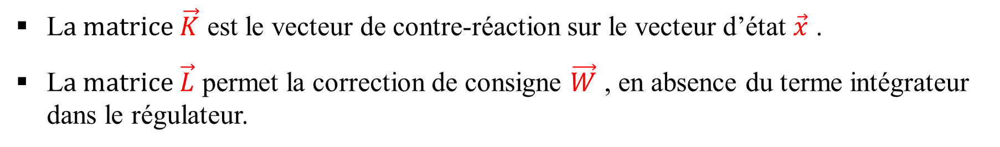 ▪ La matrice $\vec{K}$ est le vecteur de contre-réaction sur le vecteur d’état $\vec{x}$ .
▪ La matrice $\vec{L}$ permet la correction de consigne $\overrightarrow{W}$ , en absence du terme intégrateur
dans le régulateur.